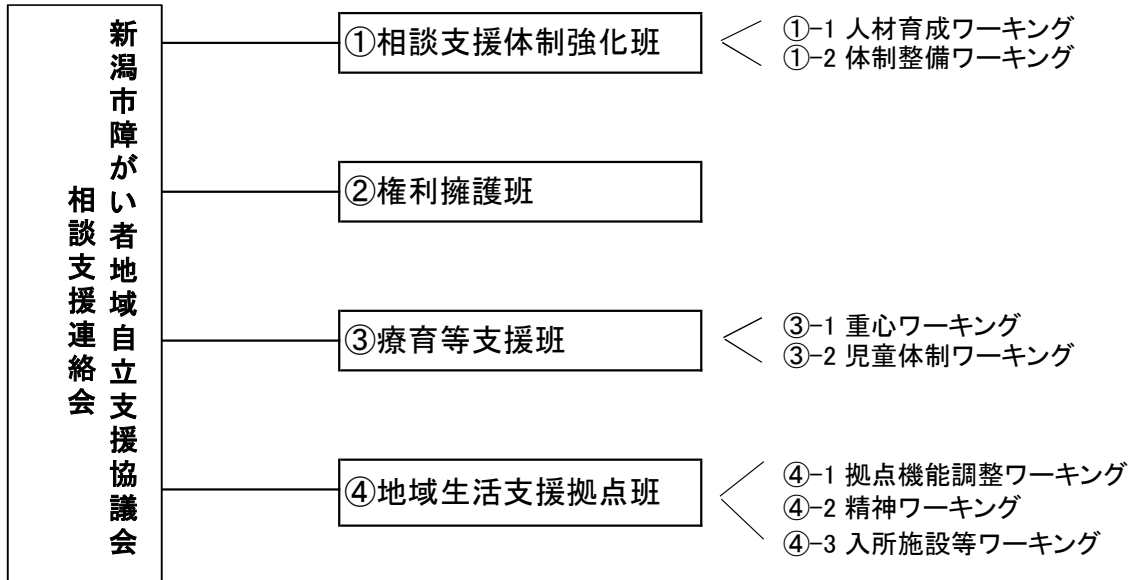 新潟市障がい者地域自立支援協議会
相談支援連絡会
①相談支援体制強化班
①-1 人材育成ワーキング
①-2 体制整備ワーキング
②権利擁護班
③療育等支援班
③-1 重心ワーキング
③-2 児童体制ワーキング
④地域生活支援拠点班
④-1 拠点機能調整ワーキング
④-2 精神ワーキング
④-3 入所施設等ワーキング